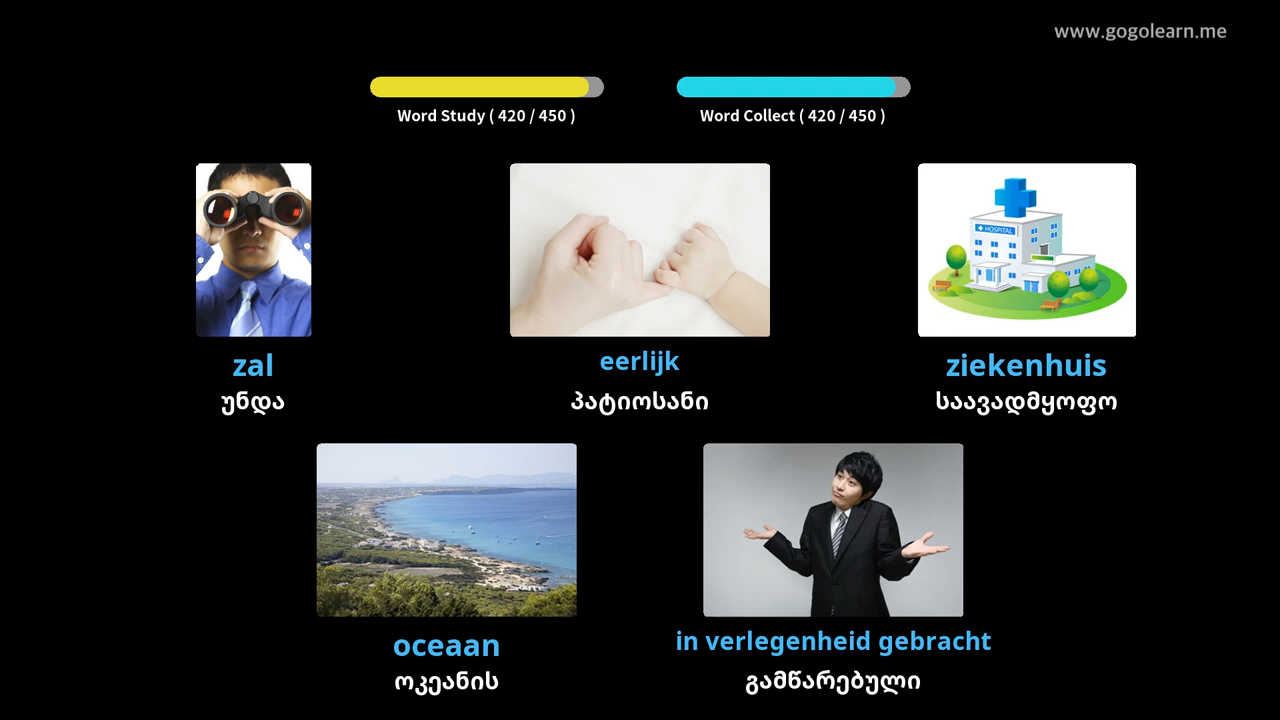 www.gogolearn.me
Word Study ( 420 / 450 )
Word Collect ( 420 / 450 )
HOSPITAL
zal
უნდა
eerlijk
პატიოსანი
ziekenhuis
საავადმყოფო
oceaan
ოკეანის
in verlegenheid gebracht
გამწარებული